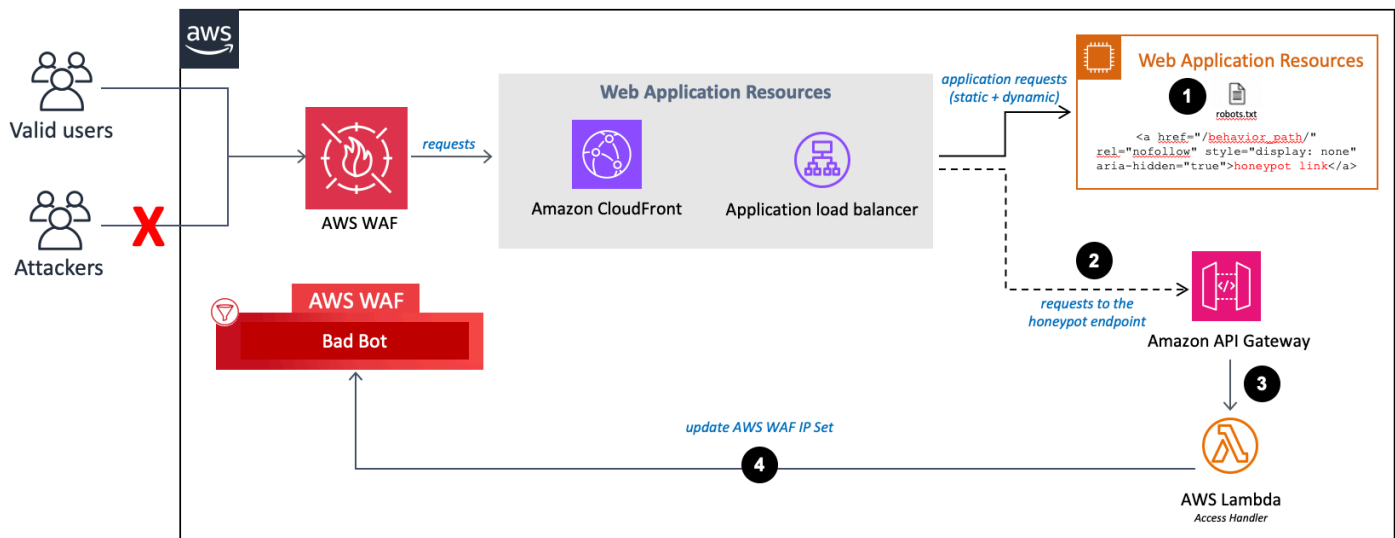 aws
Valid users
Attackers
X
AWS WAF
requests
Web Application Resources
Amazon CloudFront
Application load balancer
application requests
(static + dynamic)
Web Application Resources
1
robots.txt
<a href="/behavior_path/"
rel="nofollow" style="display: none"
aria-hidden="true">honeypot link</a>
2
requests to the
honeypot endpoint
Amazon API Gateway
3
AWS Lambda
Access Handler
update AWS WAF IP Set
4
AWS WAF
Bad Bot